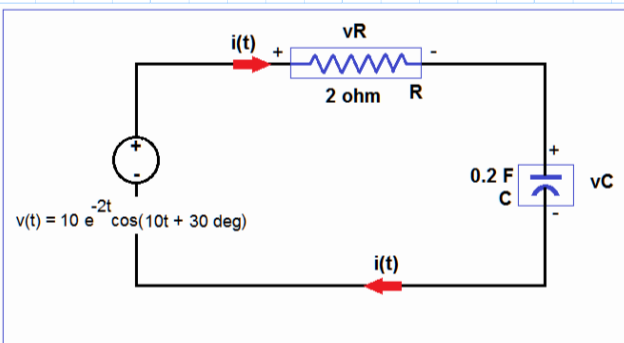 vR
i(t) + -
2 ohm R
+
+
0.2 F
C
vC
-
-
-2t
v(t) = 10 e cos(10t + 30 deg)
i(t)